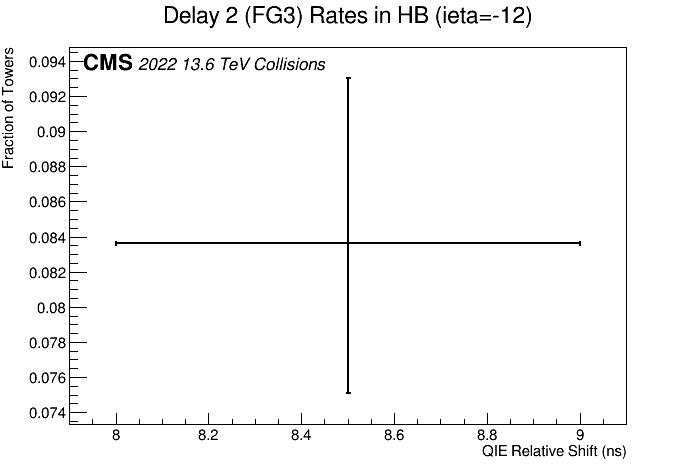 Delay 2 (FG3) Rates in HB (ieta=-12)
CMS 2022 13.6 TeV Collisions
Fraction of Towers
0.094
0.092
0.09
0.088
0.086
0.084
0.082
0.08
0.078
0.076
0.074
8 8.2 8.4 8.6 8.8 9
QIE Relative Shift (ns)